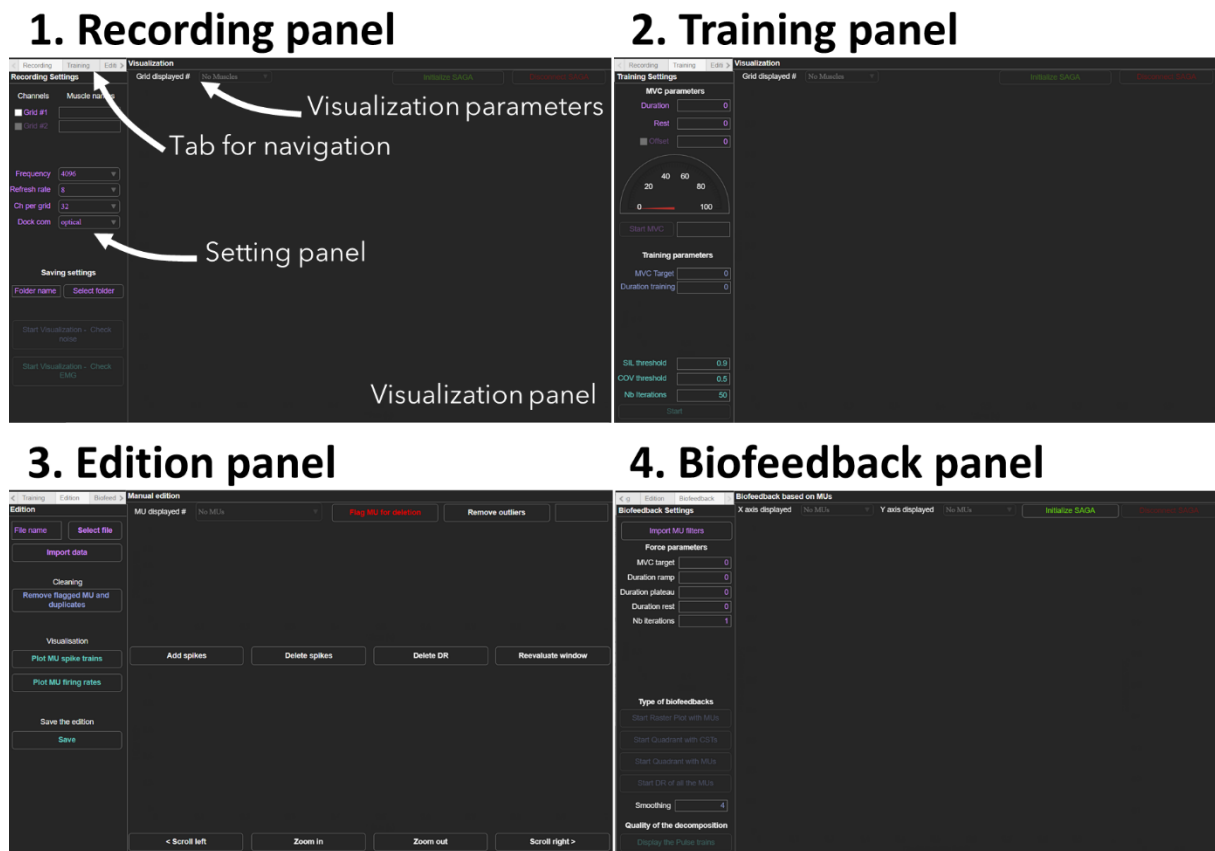 1. Recording panel
< Recording Training Editi >
Recording Settings
Channels Muscle names
Grid #1
Grid #2
Frequency 4096
Refresh rate 8
Ch per grid 32
Dock com optical
Saving settings
Folder name Select folder
Start Visualization - Check
noise
Start Visualization - Check
EMG
Visualization
Grid displayed # No Muscles Initialize SAGA Disconnect SAGA
Visualization parameters
Tab for navigation
Setting panel
Visualization panel
2. Training panel
< Recording Training Editi >
Training Settings
MVC parameters
Duration 0
Rest 0
Offset 0
0 20 40 60 80 100
Start MVC
Training parameters
MVC Target 0
Duration training 0
SIL threshold 0.9
COV threshold 0.5
Nb Iterations 50
Start
Visualization
Grid displayed # No Muscles Initialize SAGA Disconnect SAGA
3. Edition panel
< Training Edition Biofeed >
Edition
File name Select file
Import data
Cleaning
Remove flagged MU and
duplicates
Visualisation
Plot MU spike trains
Plot MU firing rates
Save the edition
Save
Manual edition
MU displayed # No MUs Flag MU for deletion Remove outliers
Add spikes Delete spikes Delete DR Reevaluate window
< Scroll left Zoom in Zoom out Scroll right >
4. Biofeedback panel
< g Edition Biofeedback >
Biofeedback Settings
Import MU filters
Force parameters
MVC target 0
Duration ramp 0
Duration plateau 0
Duration rest 0
Nb iterations 1
Type of biofeedbacks
Start Raster Plot with MUs
Start Quadrant with CSTs
Start Quadrant with MUs
Start DR of all the MUs
Smoothing 4
Quality of the decomposition
Display the Pulse trains
Biofeedback based on MUs
X axis displayed No MUs Y axis displayed No MUs Initialize SAGA Disconnect SAGA